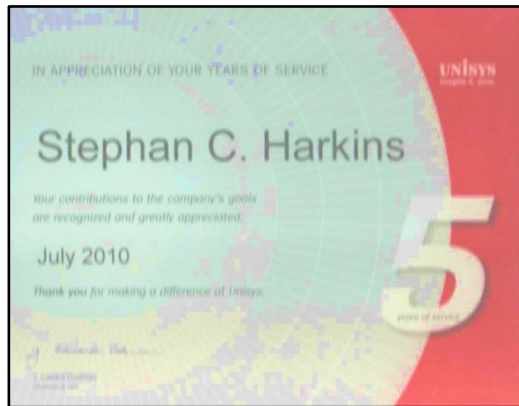 IN APPRECIATION OF YOUR YEARS OF SERVICE
UNISYS
Stephan C. Harkins
Your contributions to the company's goals
are recognized and greatly appreciated.
July 2010
Thank you for making a difference at Unisys.
5
years of service